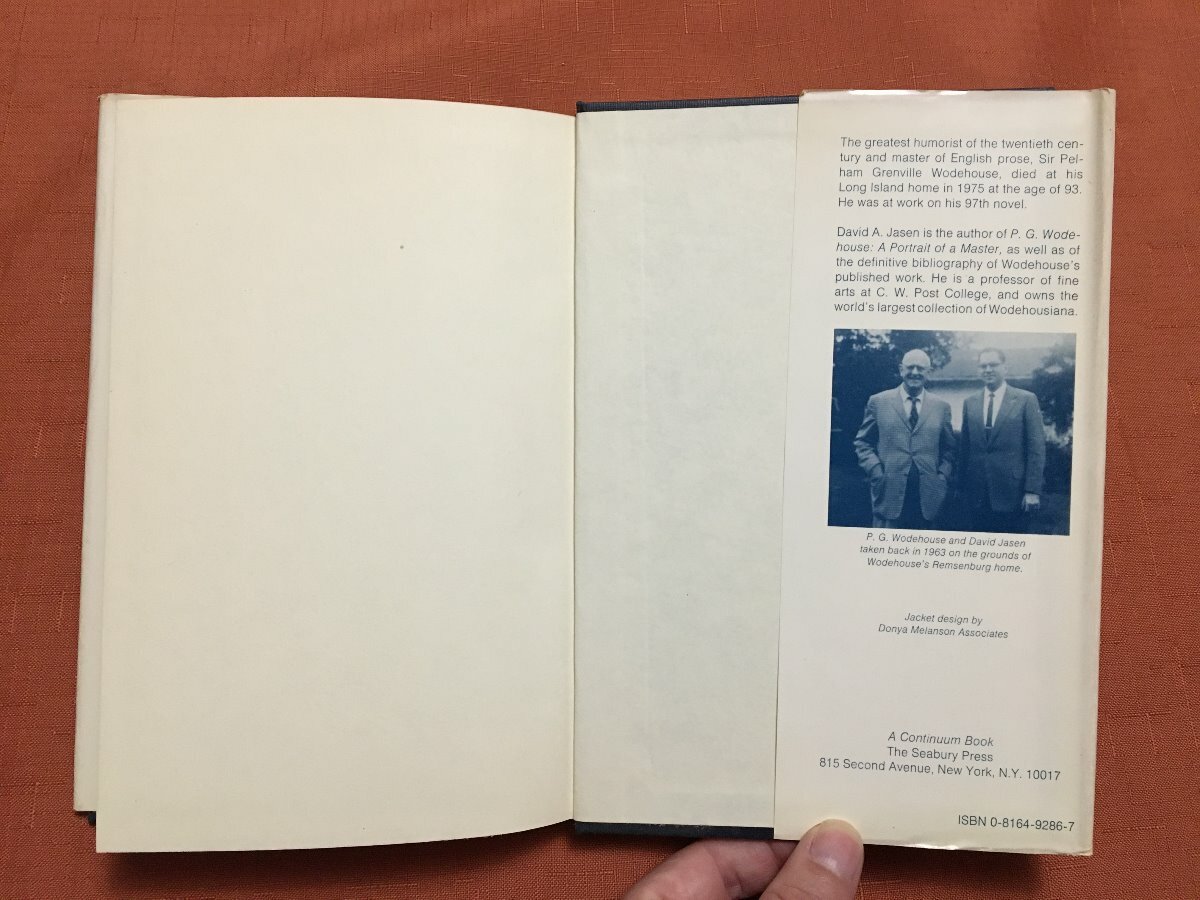 The greatest humorist of the twentieth cen-
tury and master of English prose, Sir Pel-
ham Grenville Wodehouse, died at his
Long Island home in 1975 at the age of 93.
He was at work on his 97th novel.
David A. Jasen is the author of P. G. Wode-
house: A Portrait of a Master, as well as of
the definitive bibliography of Wodehouse's
published work. He is a professor of fine
arts at C. W. Post College, and owns the
world's largest collection of Wodehousiana.
P. G. Wodehouse and David Jasen
taken back in 1963 on the grounds of
Wodehouse's Remsenburg home.
Jacket design by
Donya Melanson Associates
A Continuum Book
The Seabury Press
815 Second Avenue, New York, N.Y. 10017
ISBN 0-8164-9286-7